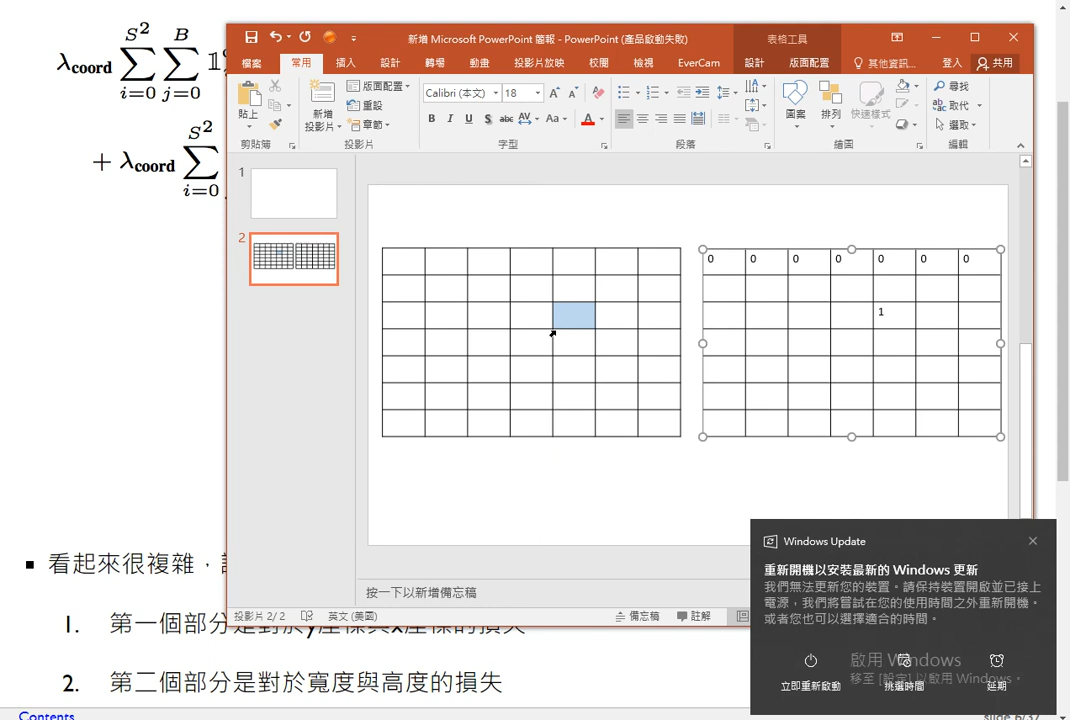 λcoord S² Σ i=0 B Σ j=0 𝟙
+ λcoord S² Σ i=0
新增 Microsoft PowerPoint 簡報 - PowerPoint (產品啟動失敗)
表格工具
檔案 常用 插入 設計 轉場 動畫 投影片放映 校閱 檢視 EverCam 設計 版面配置 其他資訊... 登入 共用
貼上
新增
投影片
版面配置
重設
章節
Calibri (本文) 18
B I U S abc AV Aa A
圖案 排列 快速樣式
尋找
取代
選取
剪貼簿 投影片 字型 段落 繪圖 編輯
1
2
0 0 0 0 0 0 0
1
按一下以新增備忘稿
投影片 2/2 英文 (美國) 備忘稿 註解
看起來很複雜,
1. 第一個部分是對於y座標與x座標的損失
2. 第二個部分是對於寬度與高度的損失
Contents
slide 6/37
Windows Update
重新開機以安裝最新的 Windows 更新
我們無法更新您的裝置。請保持裝置開啟並已接上
電源,我們將嘗試在您的使用時間之外重新開機。
或者您也可以選擇適合的時間。
啟用 Windows
移至 [設定] 以啟用 Windows。
立即重新啟動 挑選時間 延期